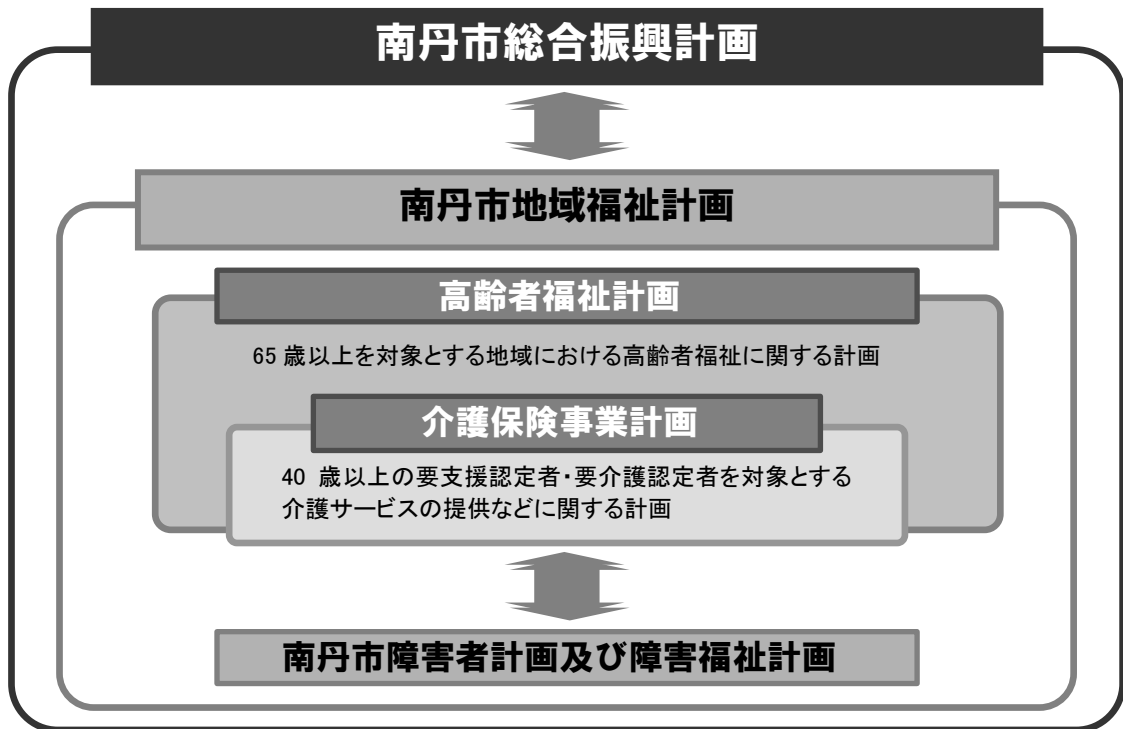 南丹市総合振興計画
南丹市地域福祉計画
高齢者福祉計画
65歳以上を対象とする地域における高齢者福祉に関する計画
介護保険事業計画
40 歳以上の要支援認定者・要介護認定者を対象とする
介護サービスの提供などに関する計画
南丹市障害者計画及び障害福祉計画